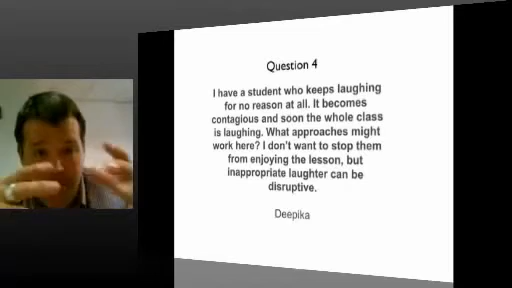 Question 4
I have a student who keeps laughing
for no reason at all. It becomes
contagious and soon the whole class
is laughing. What approaches might
work here? I don't want to stop them
from enjoying the lesson, but
inappropriate laughter can be
disruptive.
Deepika